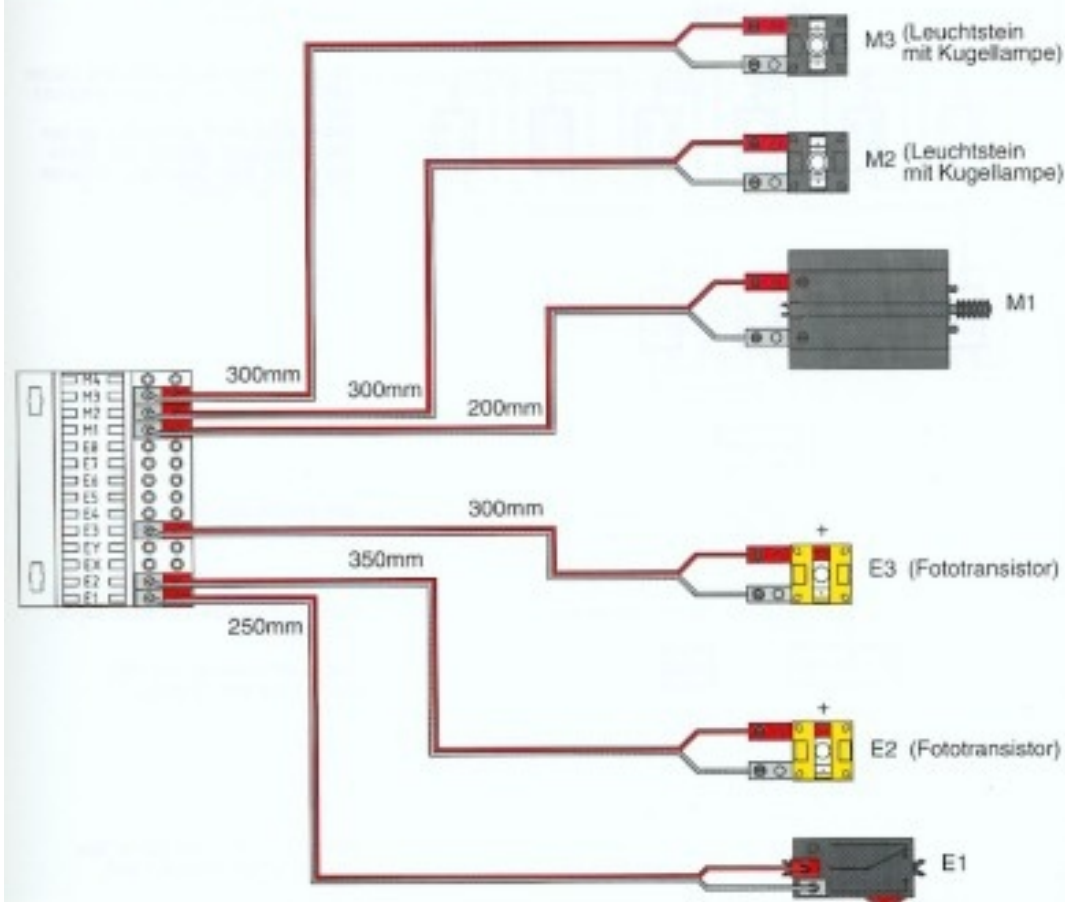 M3 (Leuchtstein
mit Kugellampe)
M2 (Leuchtstein
mit Kugellampe)
M1
300mm
300mm
200mm
M4
M3
M2
M1
E8
E7
E6
E5
E4
E3
EY
EX
E2
E1
300mm
350mm
250mm
+
E3 (Fototransistor)
+
E2 (Fototransistor)
E1